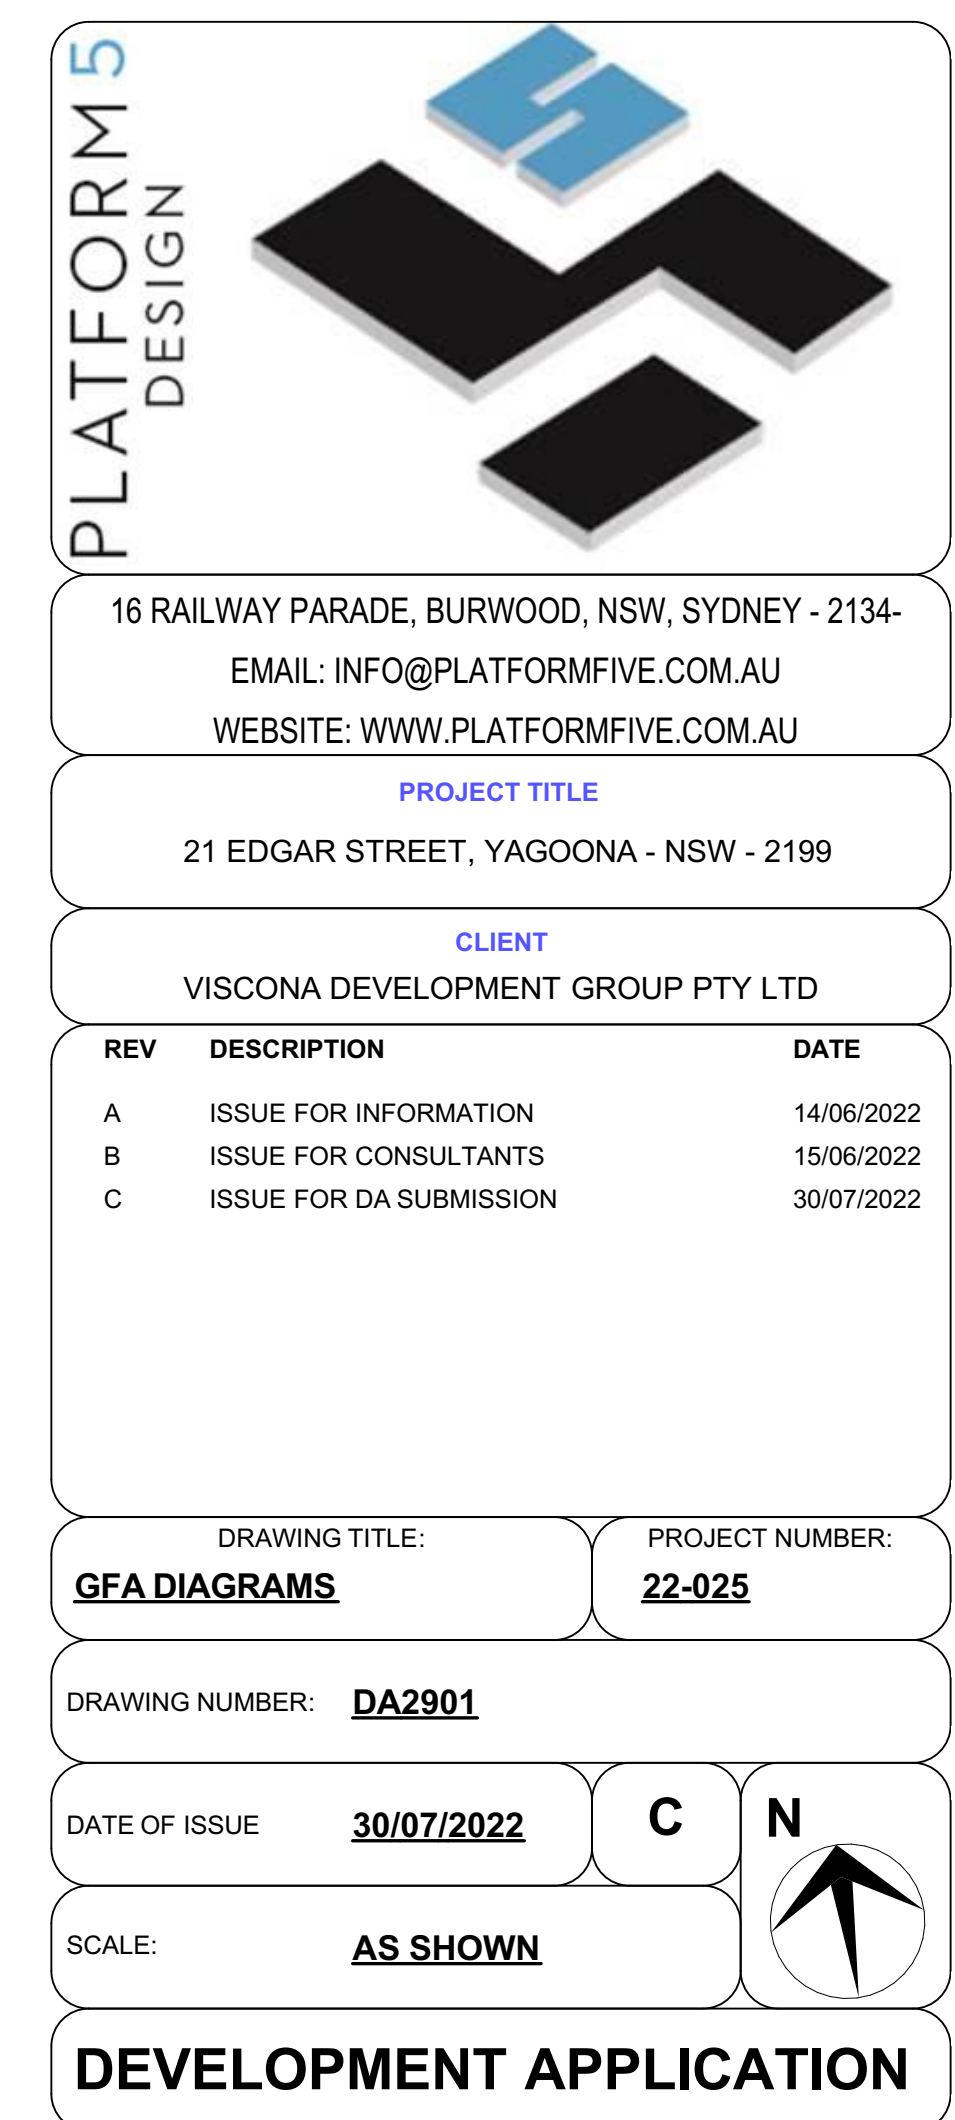 PLATFORM 5
DESIGN
16 RAILWAY PARADE, BURWOOD, NSW, SYDNEY - 2134-
EMAIL: INFO@PLATFORMFIVE.COM.AU
WEBSITE: WWW.PLATFORMFIVE.COM.AU
PROJECT TITLE
21 EDGAR STREET, YAGOONA - NSW - 2199
CLIENT
VISCONA DEVELOPMENT GROUP PTY LTD
REV DESCRIPTION DATE
A ISSUE FOR INFORMATION 14/06/2022
B ISSUE FOR CONSULTANTS 15/06/2022
C ISSUE FOR DA SUBMISSION 30/07/2022
DRAWING TITLE: PROJECT NUMBER:
GFA DIAGRAMS 22-025
DRAWING NUMBER: DA2901
DATE OF ISSUE 30/07/2022 C N
SCALE: AS SHOWN
DEVELOPMENT APPLICATION